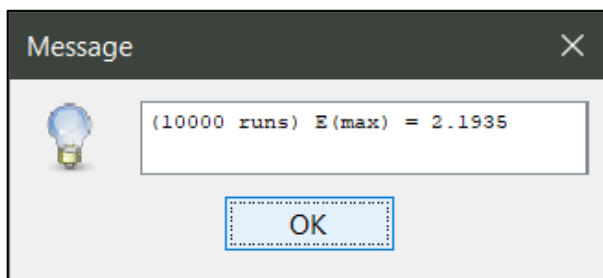 Message
(10000 runs) E(max) = 2.1935
OK